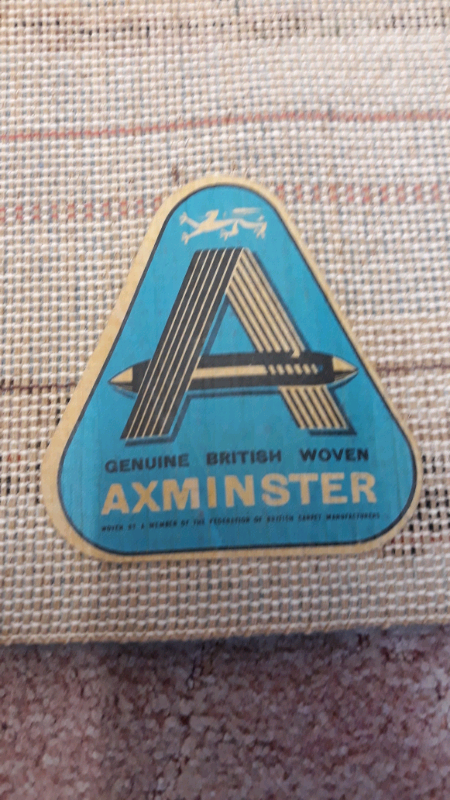 A
GENUINE BRITISH WOVEN
AXMINSTER
WOVEN BY A MEMBER OF THE FEDERATION OF BRITISH CARPET MANUFACTURERS